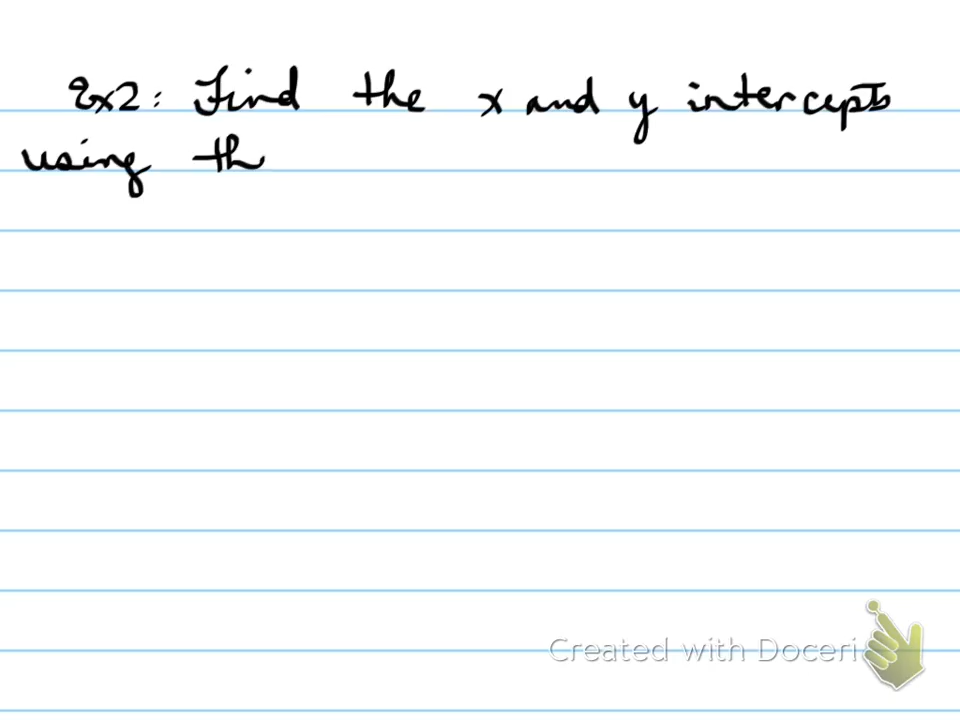 Ex2: Find the x and y intercepts
using th
Created with Doceri